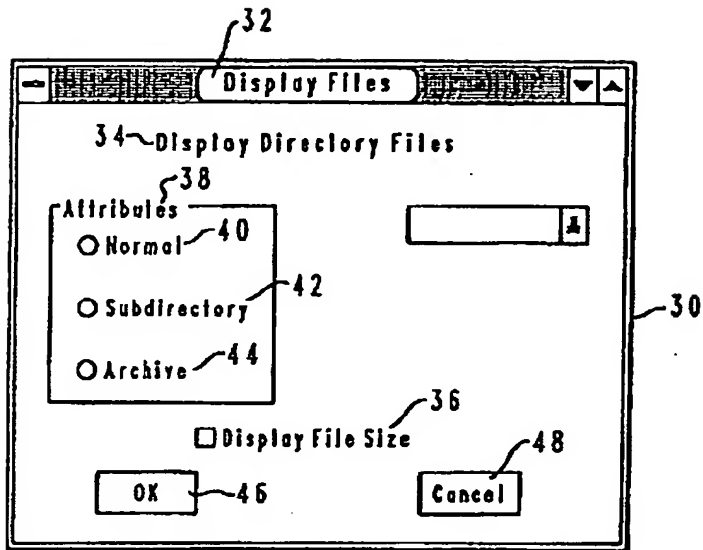 32
Display Files
34 Display Directory Files
38
Attributes
Normal 40
42
Subdirectory
30
Archive 44
36
Display File Size
48
OK 46 Cancel